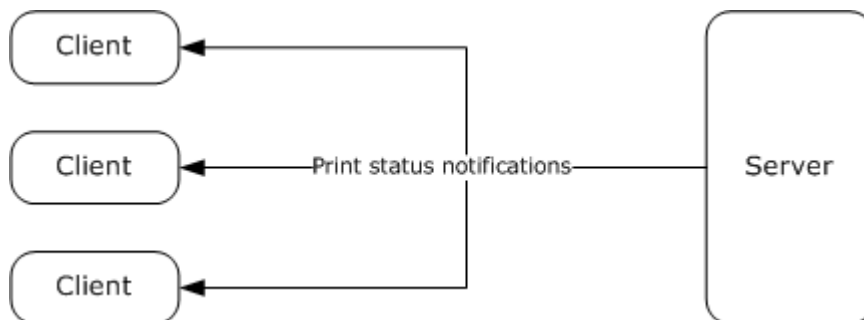 Client
Client
Print status notifications
Server
Client